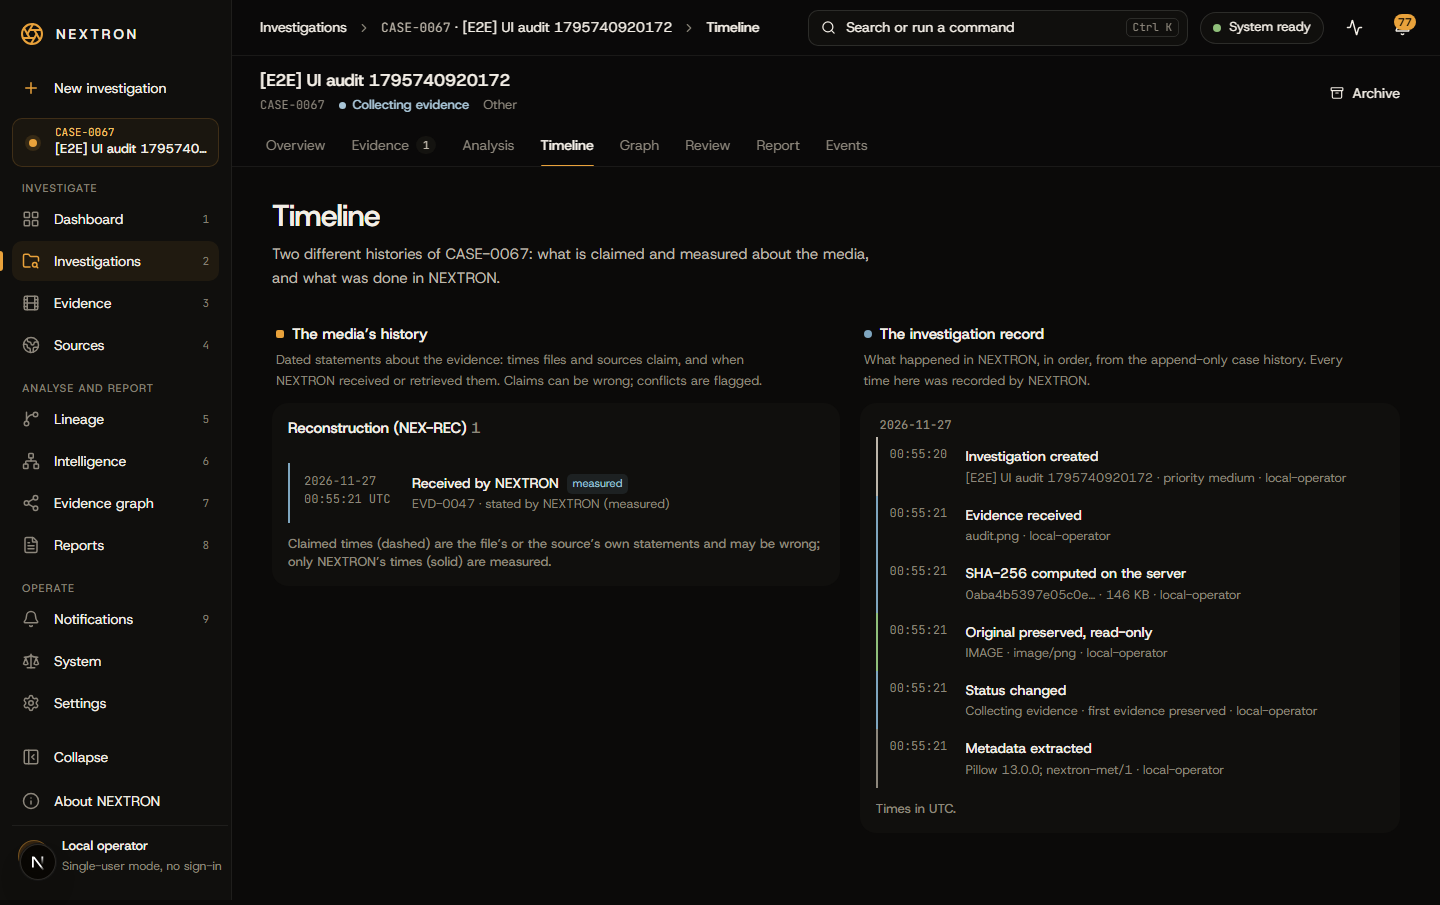 NEXTRON
New investigation
CASE-0067
[E2E] UI audit 1795740...
INVESTIGATE
Dashboard 1
Investigations 2
Evidence 3
Sources 4
ANALYSE AND REPORT
Lineage 5
Intelligence 6
Evidence graph 7
Reports 8
OPERATE
Notifications 9
System
Settings
Collapse
About NEXTRON
N
Local operator
Single-user mode, no sign-in
Investigations > CASE-0067 · [E2E] UI audit 1795740920172 > Timeline
Search or run a command Ctrl K
System ready
77
[E2E] UI audit 1795740920172
CASE-0067 Collecting evidence Other
Archive
Overview Evidence 1 Analysis Timeline Graph Review Report Events
Timeline
Two different histories of CASE-0067: what is claimed and measured about the media,
and what was done in NEXTRON.
The media's history
Dated statements about the evidence: times files and sources claim, and when
NEXTRON received or retrieved them. Claims can be wrong; conflicts are flagged.
Reconstruction (NEX-REC) 1
2026-11-27
00:55:21 UTC
Received by NEXTRON measured
EVD-0047 · stated by NEXTRON (measured)
Claimed times (dashed) are the file's or the source's own statements and may be wrong;
only NEXTRON's times (solid) are measured.
The investigation record
What happened in NEXTRON, in order, from the append-only case history. Every
time here was recorded by NEXTRON.
2026-11-27
00:55:20 Investigation created
[E2E] UI audit 1795740920172 · priority medium · local-operator
00:55:21 Evidence received
audit.png · local-operator
00:55:21 SHA-256 computed on the server
0aba4b5397e05c0e… · 146 KB · local-operator
00:55:21 Original preserved, read-only
IMAGE · image/png · local-operator
00:55:21 Status changed
Collecting evidence · first evidence preserved · local-operator
00:55:21 Metadata extracted
Pillow 13.0.0; nextron-met/1 · local-operator
Times in UTC.